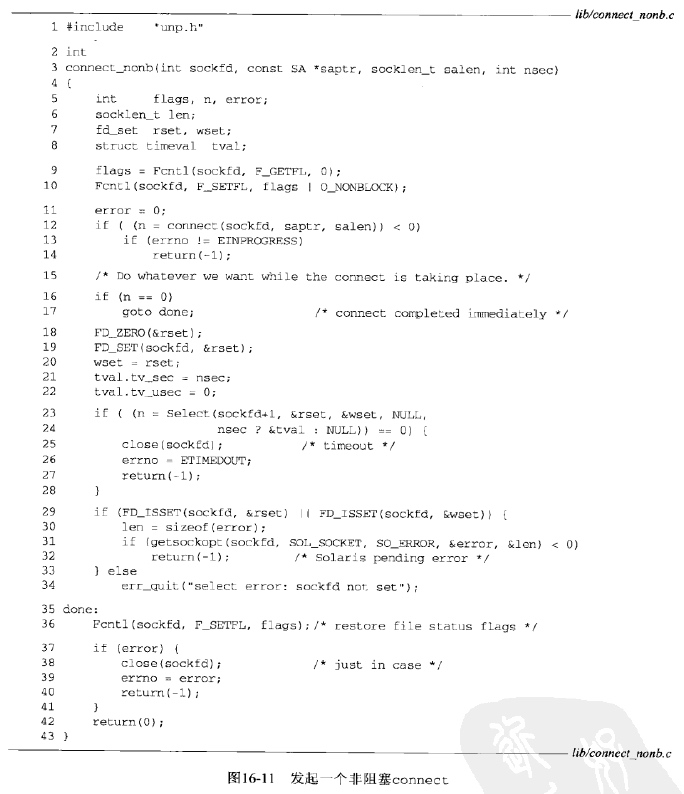 lib/connect_nonb.c
1 #include "unp.h"
2 int
3 connect_nonb(int sockfd, const SA *saptr, socklen_t salen, int nsec)
4 {
5 int flags, n, error;
6 socklen_t len;
7 fd_set rset, wset;
8 struct timeval tval;
9 flags = Fcntl(sockfd, F_GETFL, 0);
10 Fcntl(sockfd, F_SETFL, flags | O_NONBLOCK);
11 error = 0;
12 if ( (n = connect(sockfd, saptr, salen)) < 0)
13 if (errno != EINPROGRESS)
14 return(-1);
15 /* Do whatever we want while the connect is taking place. */
16 if (n == 0)
17 goto done; /* connect completed immediately */
18 FD_ZERO(&rset);
19 FD_SET(sockfd, &rset);
20 wset = rset;
21 tval.tv_sec = nsec;
22 tval.tv_usec = 0;
23 if ( (n = Select(sockfd+1, &rset, &wset, NULL,
24 nsec ? &tval : NULL)) == 0) {
25 close(sockfd); /* timeout */
26 errno = ETIMEDOUT;
27 return(-1);
28 }
29 if (FD_ISSET(sockfd, &rset) || FD_ISSET(sockfd, &wset)) {
30 len = sizeof(error);
31 if (getsockopt(sockfd, SOL_SOCKET, SO_ERROR, &error, &len) < 0)
32 return(-1); /* Solaris pending error */
33 } else
34 err_quit("select error: sockfd not set");
35 done:
36 Fcntl(sockfd, F_SETFL, flags); /* restore file status flags */
37 if (error) {
38 close(sockfd); /* just in case */
39 errno = error;
40 return(-1);
41 }
42 return(0);
43 }
lib/connect_nonb.c
图16-11 发起一个非阻塞connect